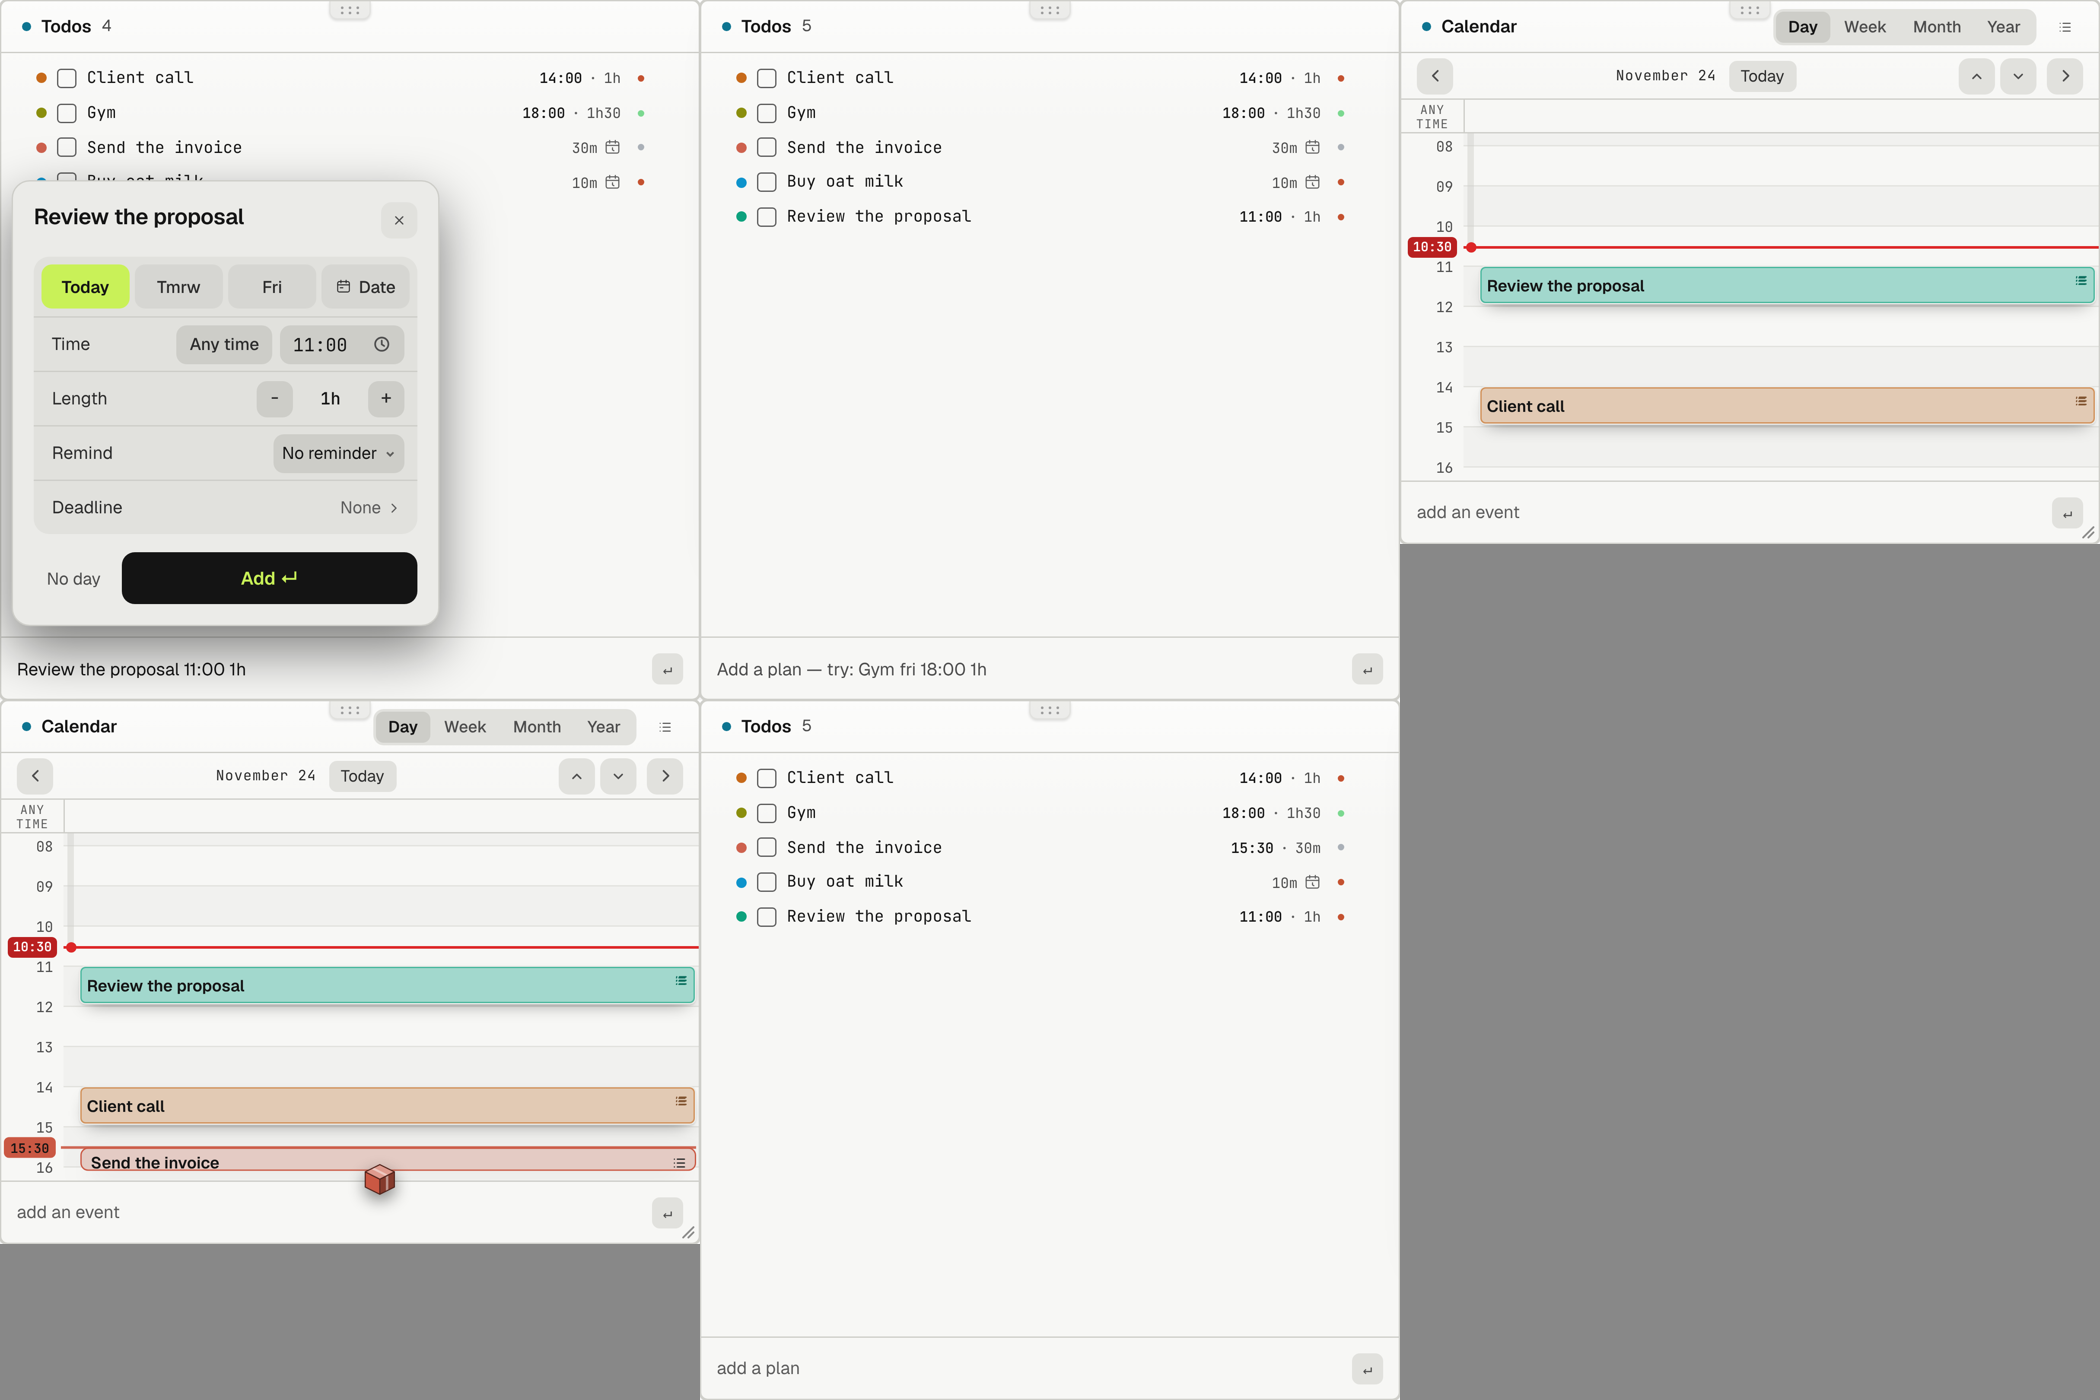 Todos 4
Client call 14:00 · 1h
Gym 18:00 · 1h30
Send the invoice 30m
Buy oat milk 10m
Review the proposal
Today Tmrw Fri Date
Time Any time 11:00
Length - 1h +
Remind No reminder
Deadline None
No day Add
Review the proposal 11:00 1h
Todos 5
Client call 14:00 · 1h
Gym 18:00 · 1h30
Send the invoice 30m
Buy oat milk 10m
Review the proposal 11:00 · 1h
Add a plan — try: Gym fri 18:00 1h
Calendar Day Week Month Year
November 24 Today
ANY
TIME
08
09
10
10:30
11
Review the proposal
12
13
14
Client call
15
16
add an event
Calendar Day Week Month Year
November 24 Today
ANY
TIME
08
09
10
10:30
11
Review the proposal
12
13
14
Client call
15
15:30
Send the invoice
16
add an event
Todos 5
Client call 14:00 · 1h
Gym 18:00 · 1h30
Send the invoice 15:30 · 30m
Buy oat milk 10m
Review the proposal 11:00 · 1h
add a plan